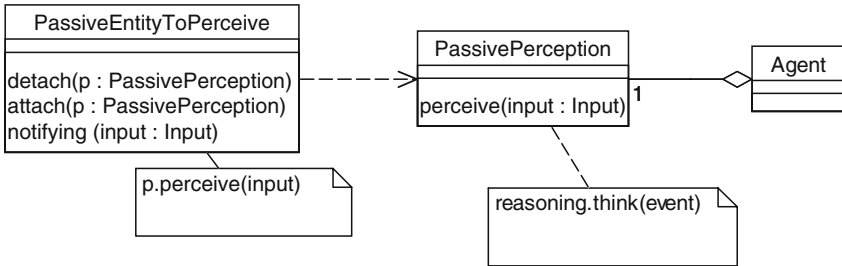 PassiveEntityToPerceive
detach(p : PassivePerception)
attach(p : PassivePerception)
notifying (input : Input)
p.perceive(input)
PassivePerception
perceive(input : Input)
1
reasoning.think(event)
Agent